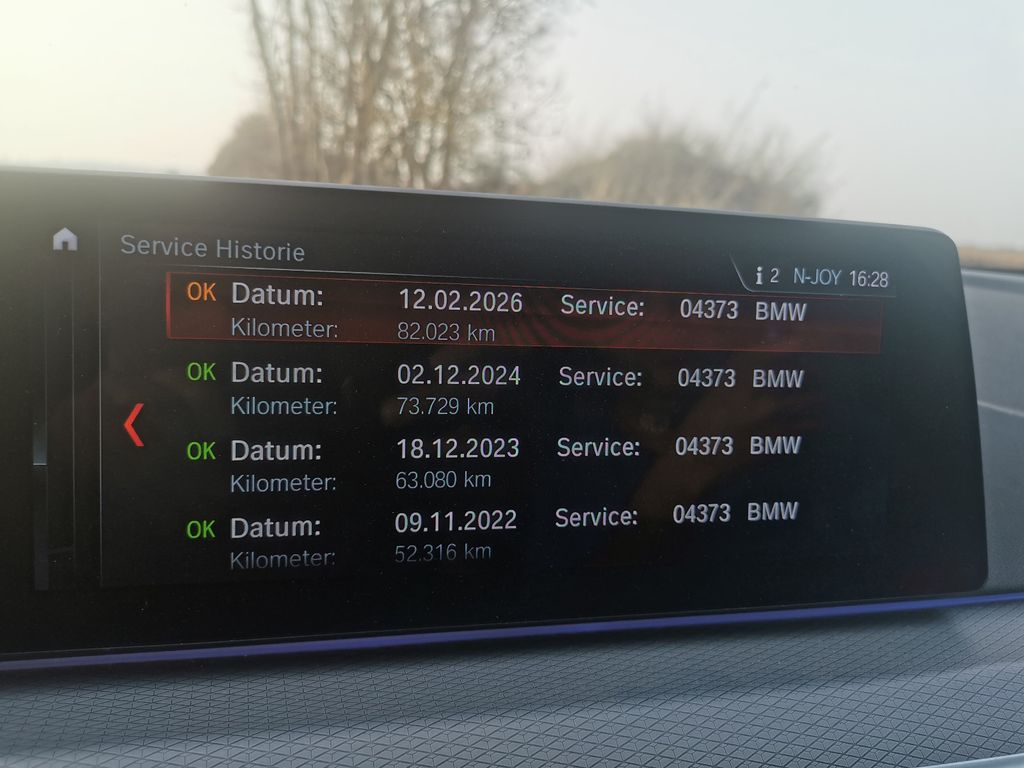 Service Historie
i 2 N-JOY 16:28
OK Datum: 12.02.2026 Service: 04373 BMW
Kilometer: 82.023 km
OK Datum: 02.12.2024 Service: 04373 BMW
Kilometer: 73.729 km
OK Datum: 18.12.2023 Service: 04373 BMW
Kilometer: 63.080 km
OK Datum: 09.11.2022 Service: 04373 BMW
Kilometer: 52.316 km